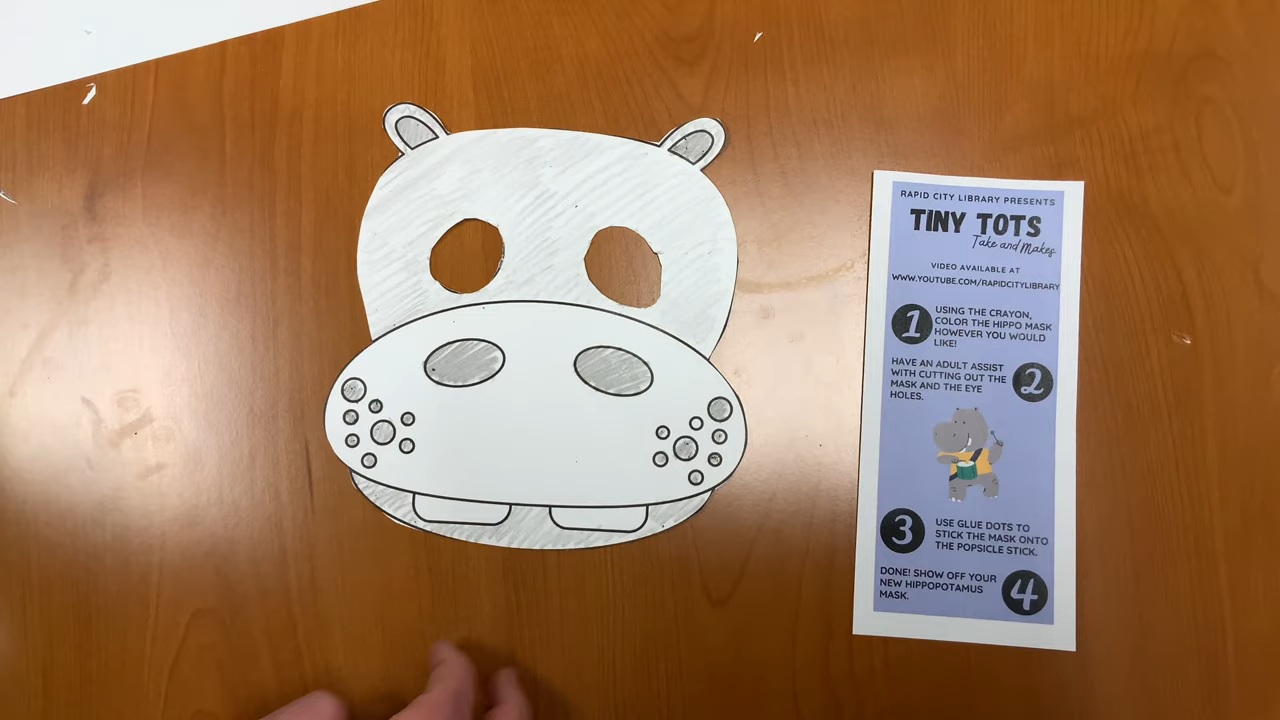 RAPID CITY LIBRARY PRESENTS
TINY TOTS
Take and Makes
VIDEO AVAILABLE AT
WWW.YOUTUBE.COM/RAPIDCITYLIBRARY
1
USING THE CRAYON,
COLOR THE HIPPO MASK
HOWEVER YOU WOULD
LIKE!
HAVE AN ADULT ASSIST
WITH CUTTING OUT THE
MASK AND THE EYE
HOLES.
2
3
USE GLUE DOTS TO
STICK THE MASK ONTO
THE POPSICLE STICK.
DONE! SHOW OFF YOUR
NEW HIPPOPOTAMUS
MASK.
4